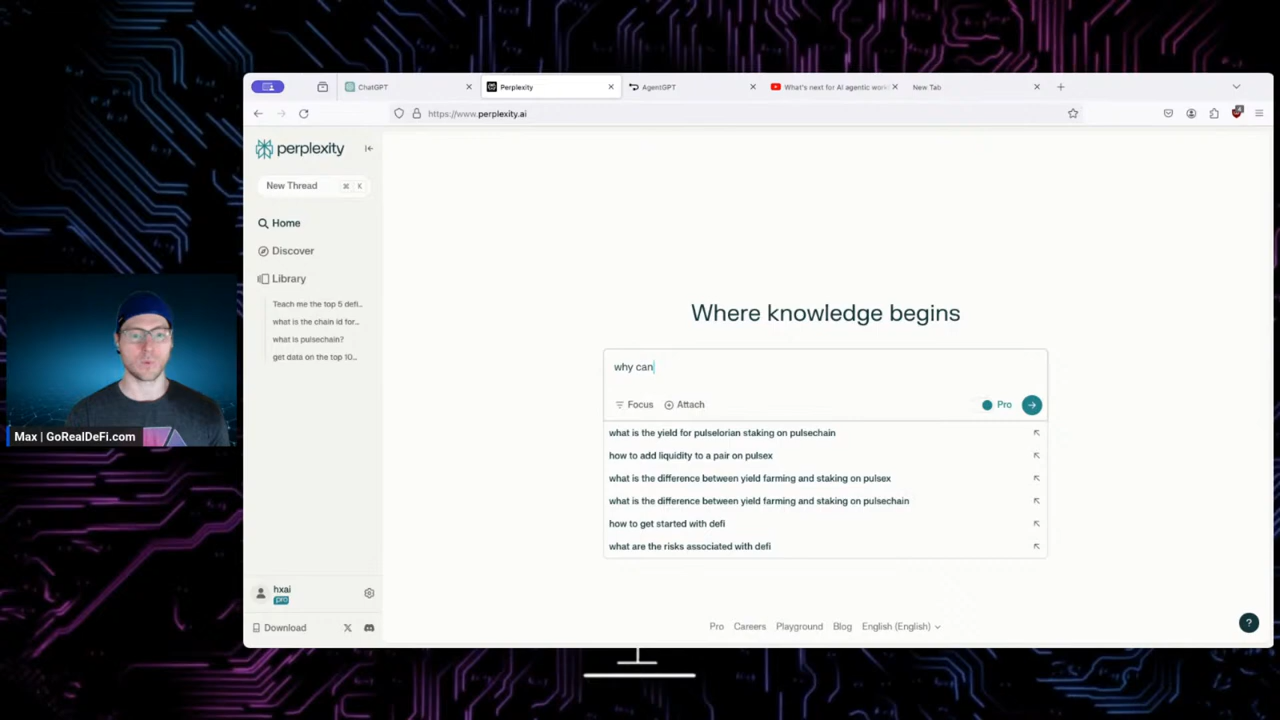 ChatGPT
Perplexity
AgentGPT
What's next for AI agentic work
New Tab
https://www.perplexity.ai
perplexity
New Thread ⌘ K
Home
Discover
Library
Teach me the top 5 defi...
what is the chain id for...
what is pulsechain?
get data on the top 10...
hxai
pro
Download
Where knowledge begins
why can
Focus
Attach
Pro
what is the yield for pulselorian staking on pulsechain
how to add liquidity to a pair on pulsex
what is the difference between yield farming and staking on pulsex
what is the difference between yield farming and staking on pulsechain
how to get started with defi
what are the risks associated with defi
Pro Careers Playground Blog English (English)
?
Max | GoRealDeFi.com